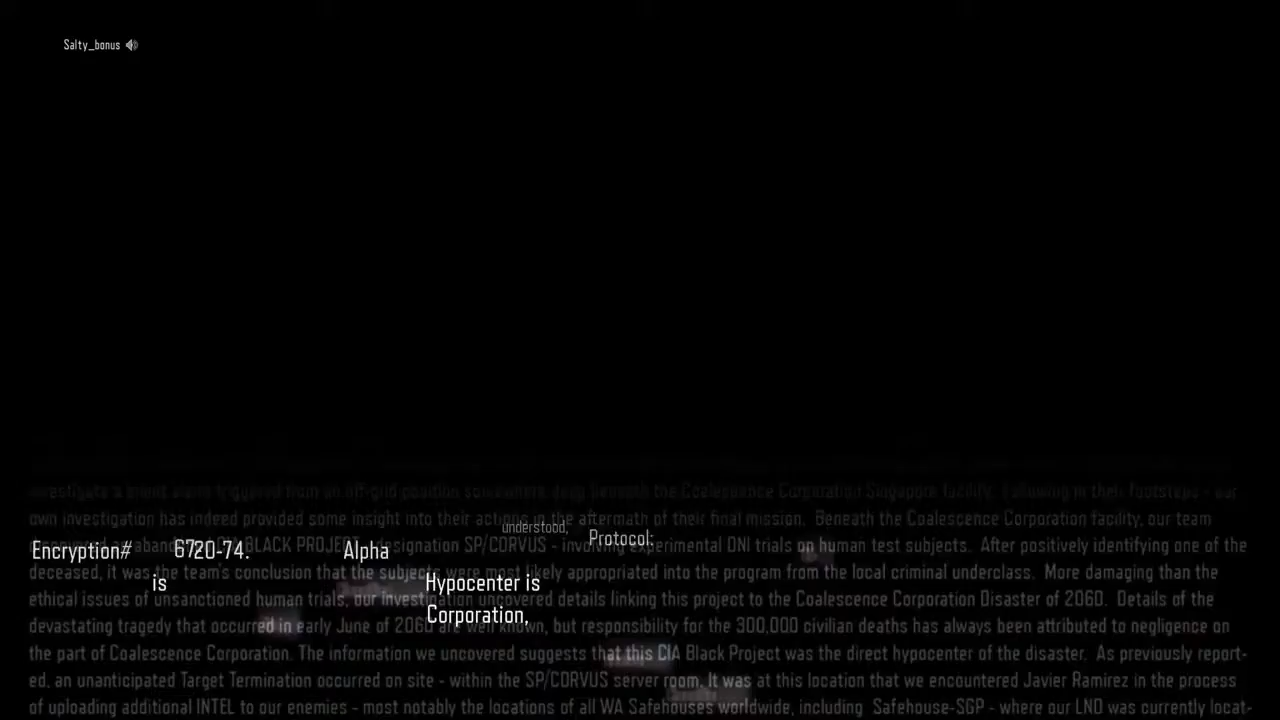 Salty_bonus
investigate a silent alarm triggered from an off-grid position somewhere deep beneath the Coalescence Corporation Singapore facility. Following in their footsteps - our
own investigation has indeed provided some insight into their actions in the aftermath of their final mission. Beneath the Coalescence Corporation facility, our team
understood,
Protocol:
BLACK PROJECT, designation SP/CORVUS - involving experimental DNI trials on human test subjects. After positively identifying one of the
Encryption# 20-74. Alpha
deceased, it was the team's conclusion that the subjects were most likely appropriated into the program from the local criminal underclass. More damaging than the
is Hypocenter is
ethical issues of unsanctioned human trials, our investigation uncovered details linking this project to the Coalescence Corporation Disaster of 2060. Details of the
Corporation,
devastating tragedy that occurred in early June of 2060 are well known, but responsibility for the 300,000 civilian deaths has always been attributed to negligence on
the part of Coalescence Corporation. The information we uncovered suggests that this CIA Black Project was the direct hypocenter of the disaster. As previously report-
ed, an unanticipated Target Termination occurred on site - within the SP/CORVUS server room. It was at this location that we encountered Javier Ramirez in the process
of uploading additional INTEL to our enemies - most notably the locations of all WA Safehouses worldwide, including Safehouse-SGP - where our LNO was currently locat-